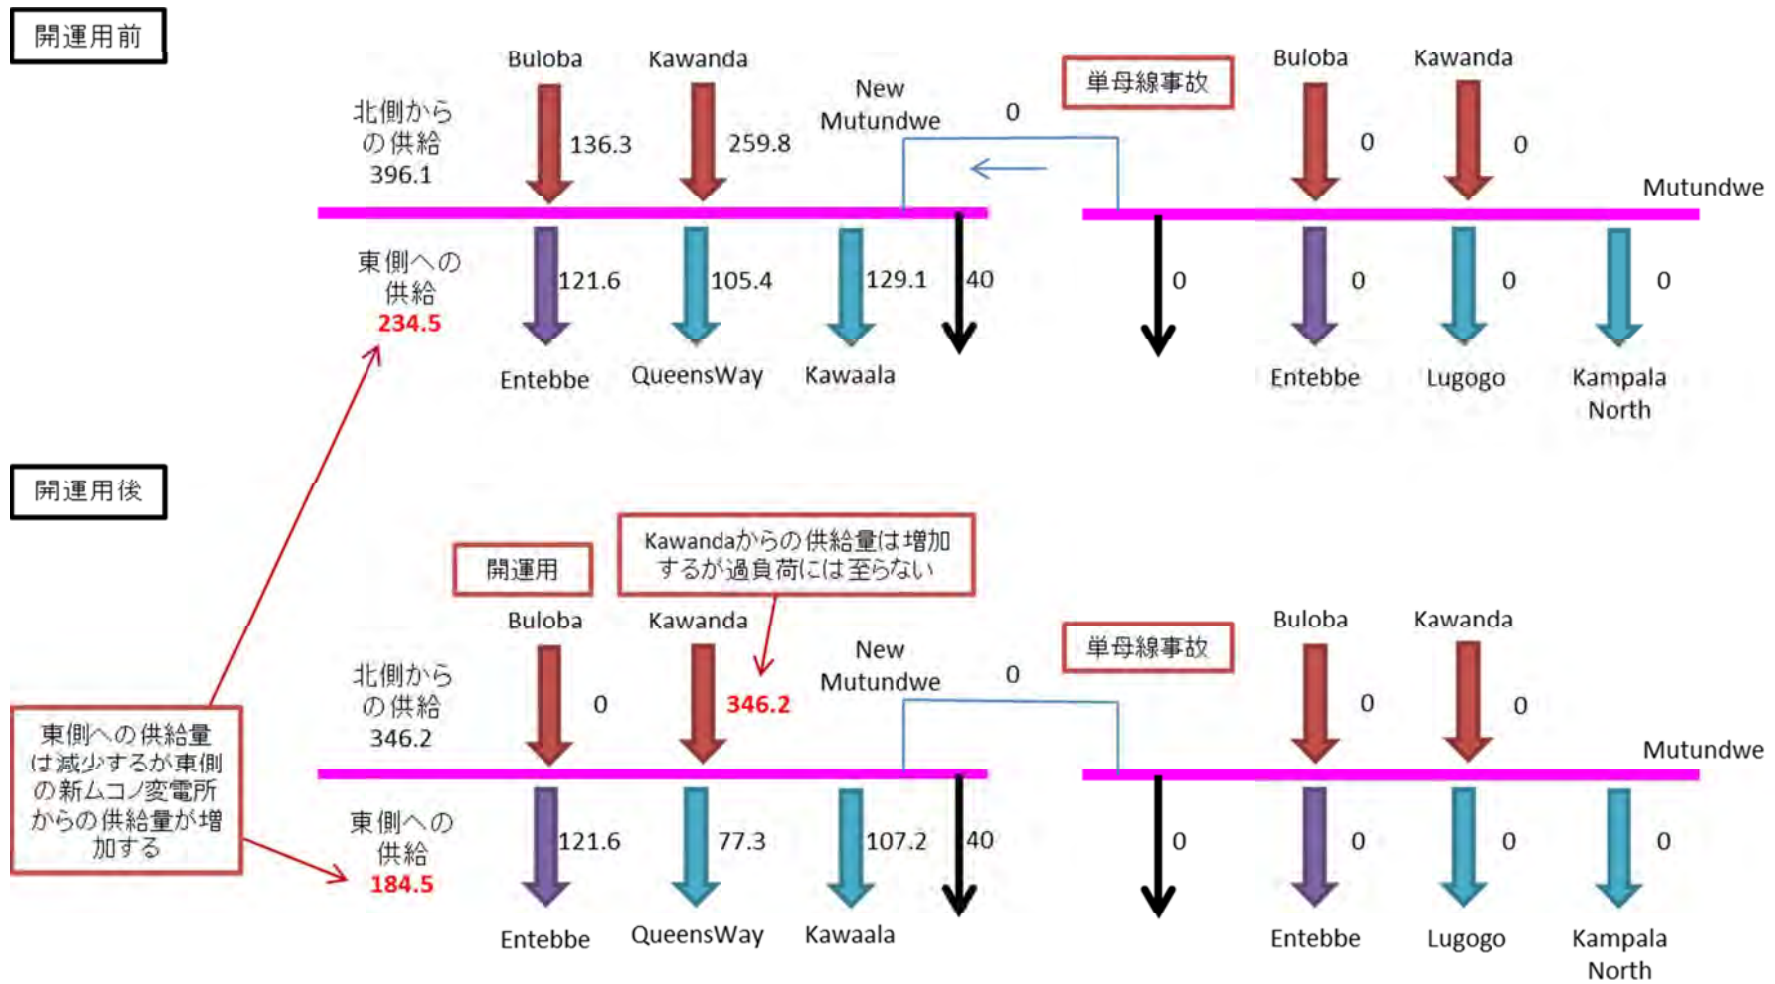 開運用前
Buloba
Kawanda
New
Mutundwe
0
単母線事故
Buloba
Kawanda
北側から
の供給
396.1
136.3
259.8
0
0
Mutundwe
東側への
供給
234.5
121.6
105.4
129.1
40
0
0
0
0
Entebbe
QueensWay
Kawaala
Entebbe
Lugogo
Kampala
North
開運用後
開運用
Kawandaからの供給量は増加
するが過負荷には至らない
Buloba
Kawanda
New
Mutundwe
0
単母線事故
Buloba
Kawanda
北側から
の供給
346.2
0
346.2
0
0
Mutundwe
東側への供給量
は減少するが東側
の新ムコノ変電所
からの供給量が増
加する
東側への
供給
184.5
121.6
77.3
107.2
40
0
0
0
0
Entebbe
QueensWay
Kawaala
Entebbe
Lugogo
Kampala
North